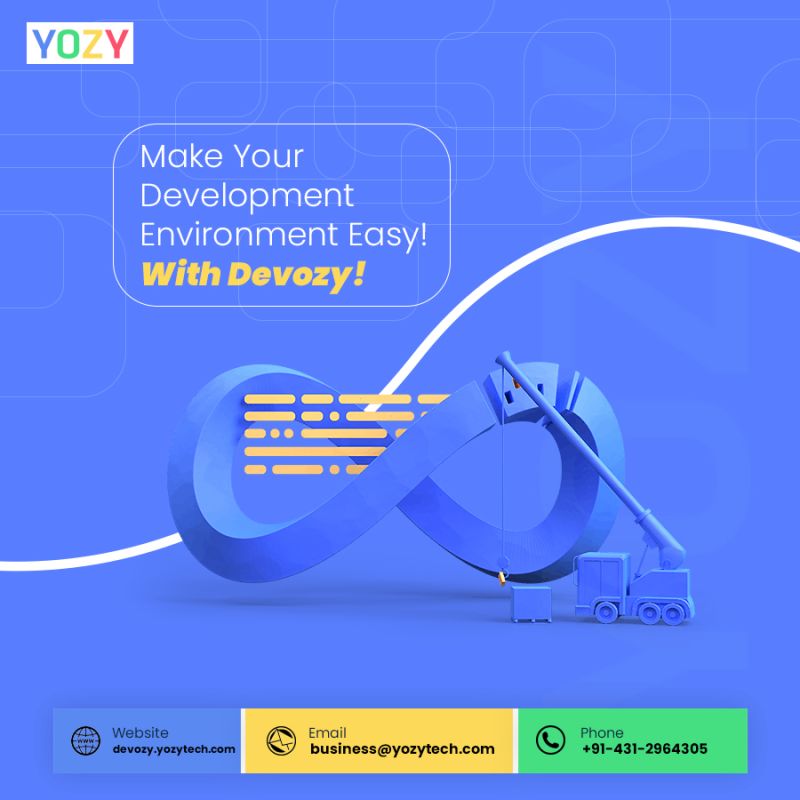 YOZY
Make Your
Development
Environment Easy!
With Devozy!
Website
devozy.yozytech.com
Email
business@yozytech.com
Phone
+91-431-2964305